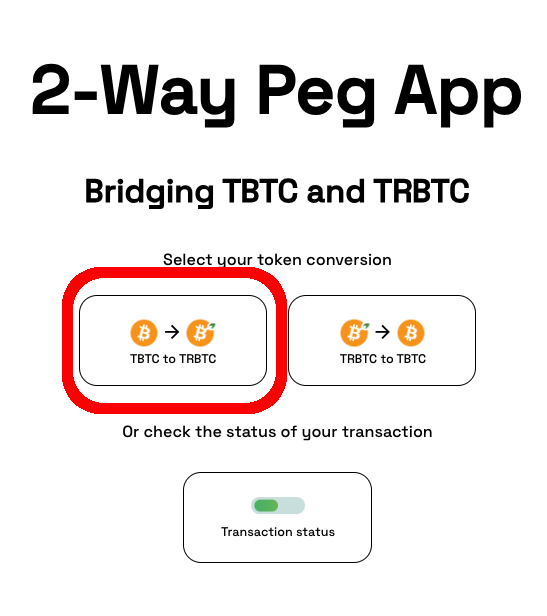 2-Way Peg App
Bridging TBTC and TRBTC
Select your token conversion
TBTC to TRBTC
TRBTC to TBTC
Or check the status of your transaction
Transaction status